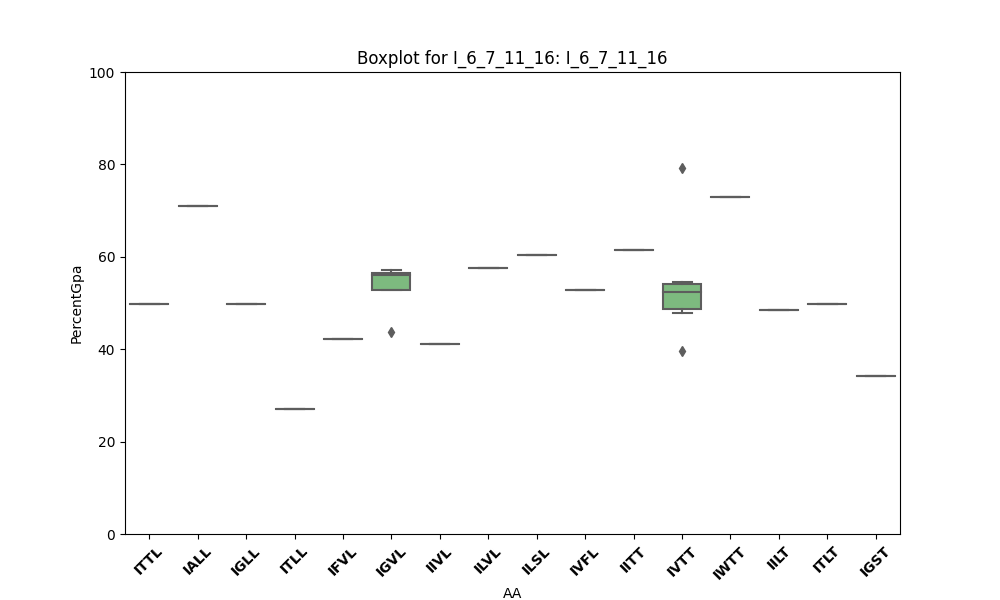 Boxplot for I_6_7_11_16: I_6_7_11_16
100
80
60
40
20
0
PercentGpa
ITTL IALL IGLL ITLL IFVL IGVL IIVL ILVL ILSL IVFL IITT IVTT IWTT IILT ITLT IGST
AA